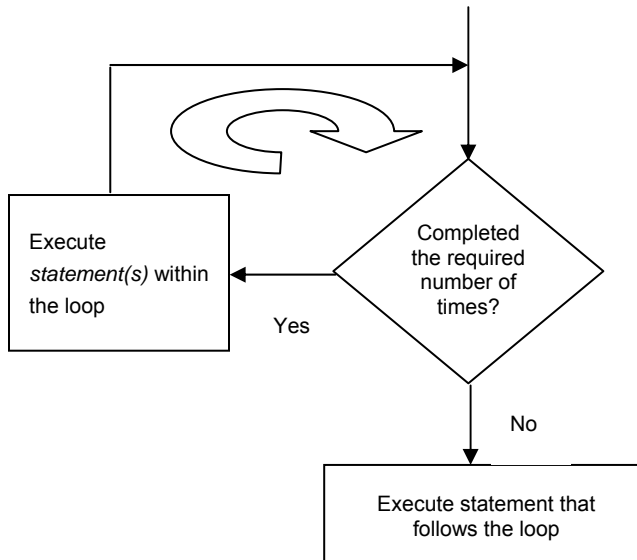 Completed
the required
number of
times?
Execute
statement(s) within
the loop
Yes
No
Execute statement that
follows the loop